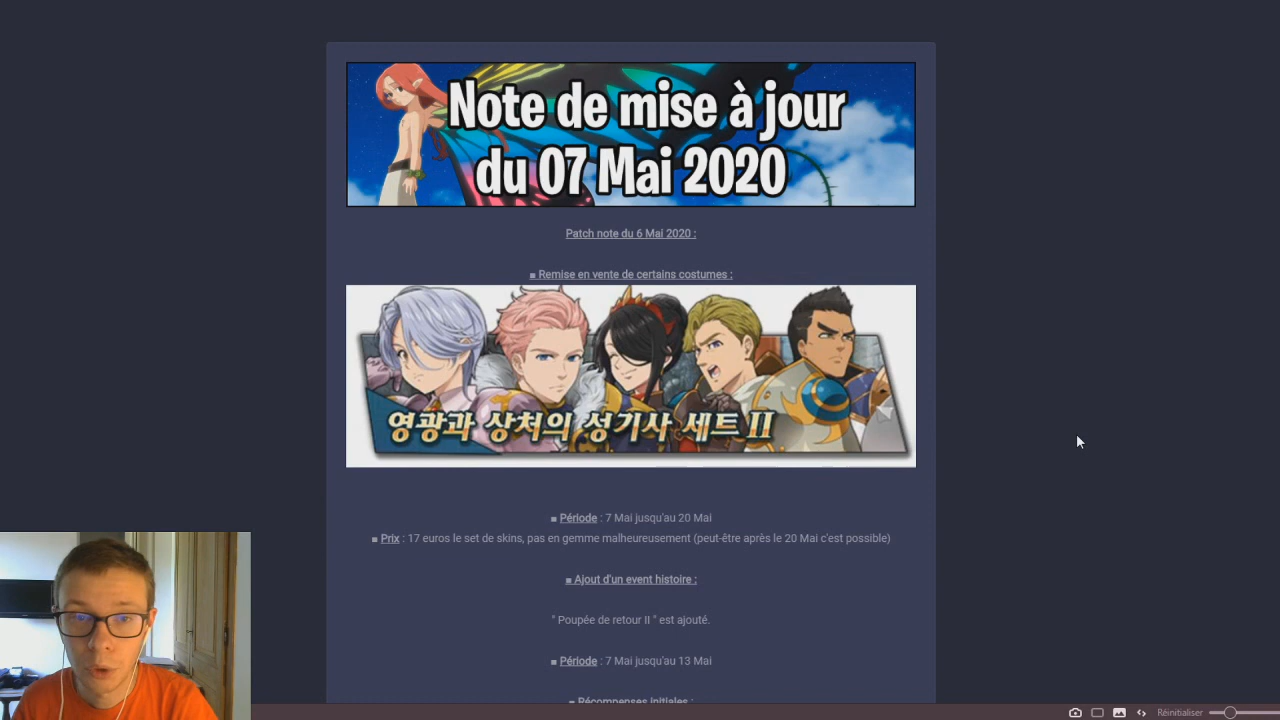 Note de mise à jour
du 07 Mai 2020
Patch note du 6 Mai 2020 :
■ Remise en vente de certains costumes :
영광과 상처의 성기사 세트 II
■ Période : 7 Mai jusqu'au 20 Mai
■ Prix : 17 euros le set de skins, pas en gemme malheureusement (peut-être après le 20 Mai c'est possible)
■ Ajout d'un event histoire :
" Poupée de retour II " est ajouté.
■ Période : 7 Mai jusqu'au 13 Mai
■ Récompenses initiales :
Réinitialiser